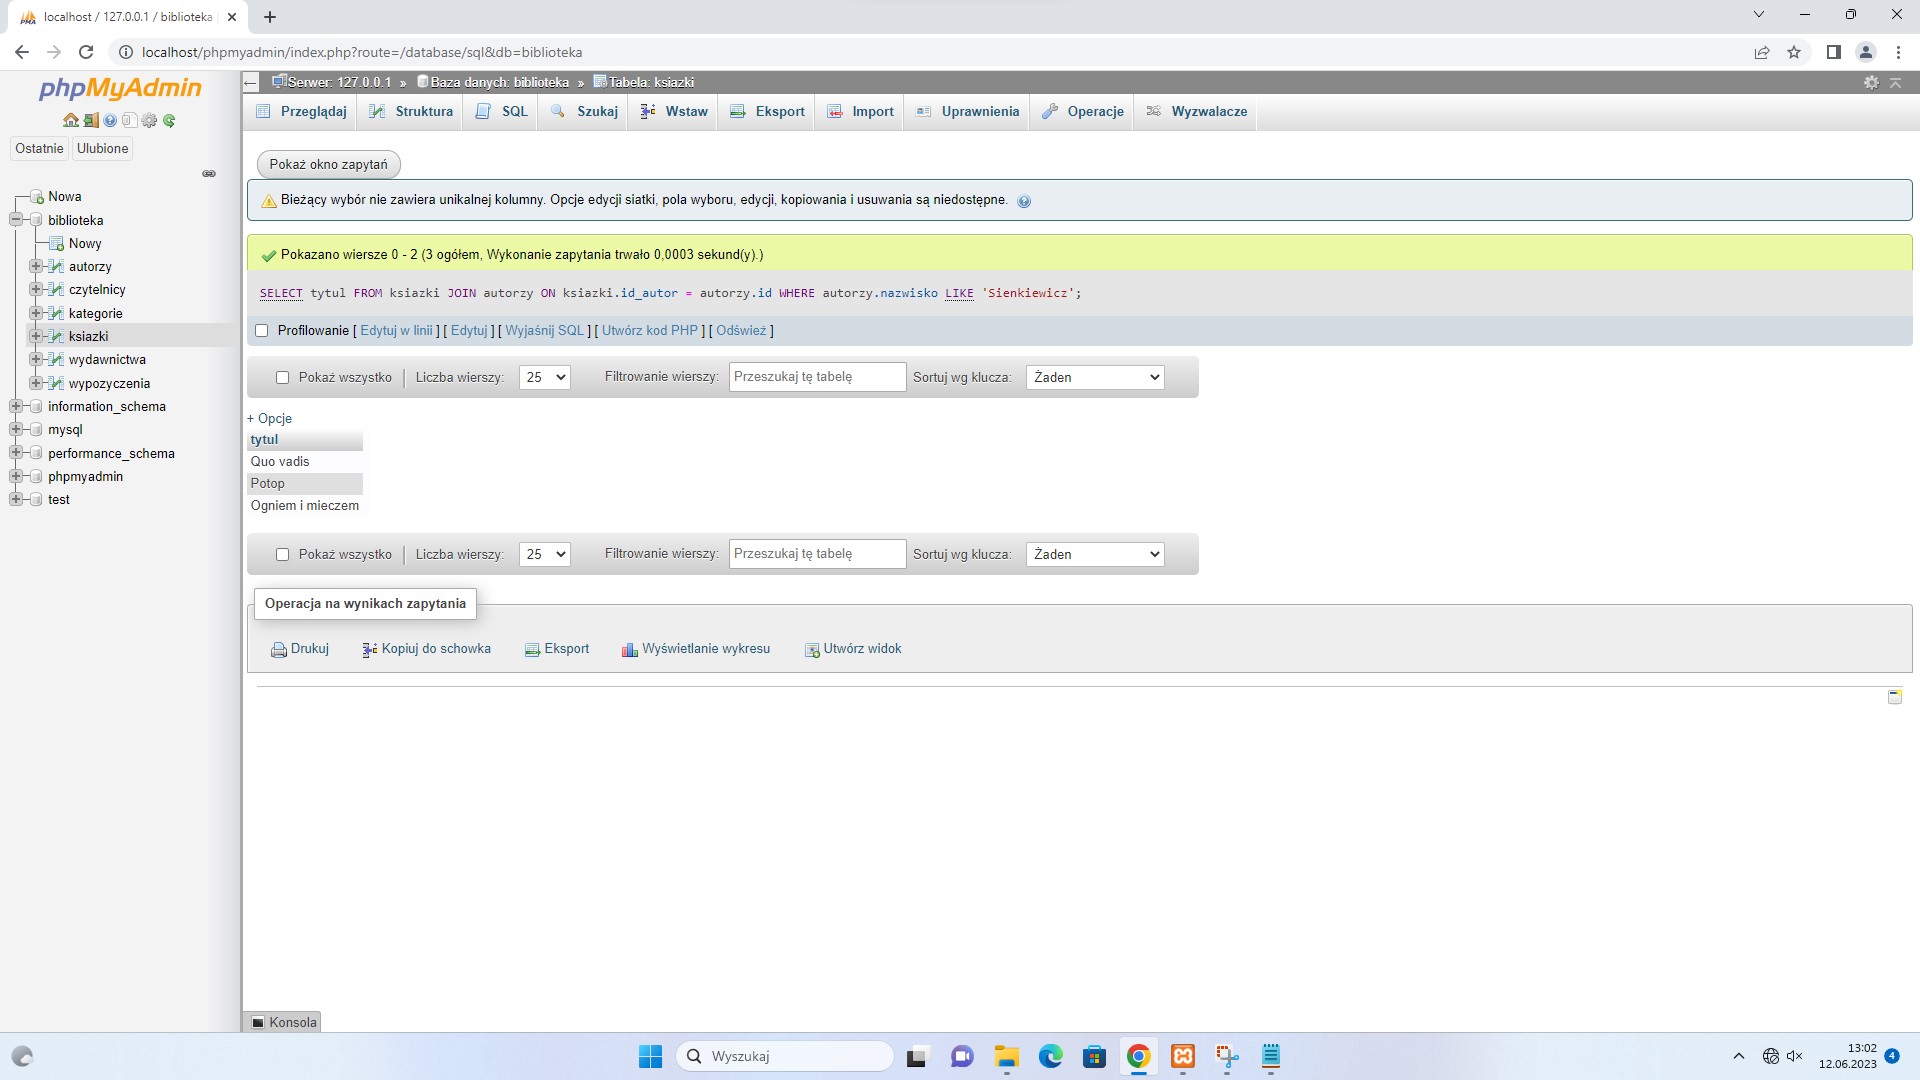 localhost / 127.0.0.1 / biblioteka
localhost/phpmyadmin/index.php?route=/database/sql&db=biblioteka
phpMyAdmin
Ostatnie
Ulubione
Nowa
biblioteka
Nowy
autorzy
czytelnicy
kategorie
ksiazki
wydawnictwa
wypozyczenia
information_schema
mysql
performance_schema
phpmyadmin
test
Serwer: 127.0.0.1 » Baza danych: biblioteka » Tabela: ksiazki
Przeglądaj Struktura SQL Szukaj Wstaw Eksport Import Uprawnienia Operacje Wyzwalacze
Pokaż okno zapytań
Bieżący wybór nie zawiera unikalnej kolumny. Opcje edycji siatki, pola wyboru, edycji, kopiowania i usuwania są niedostępne.
Pokazano wiersze 0 - 2 (3 ogółem, Wykonanie zapytania trwało 0,0003 sekund(y).)
SELECT tytul FROM ksiazki JOIN autorzy ON ksiazki.id_autor = autorzy.id WHERE autorzy.nazwisko LIKE 'Sienkiewicz';
Profilowanie [ Edytuj w linii ] [ Edytuj ] [ Wyjaśnij SQL ] [ Utwórz kod PHP ] [ Odśwież ]
Pokaż wszystko | Liczba wierszy: 25 Filtrowanie wierszy: Przeszukaj tę tabelę Sortuj wg klucza: Żaden
+ Opcje
tytul
Quo vadis
Potop
Ogniem i mieczem
Pokaż wszystko | Liczba wierszy: 25 Filtrowanie wierszy: Przeszukaj tę tabelę Sortuj wg klucza: Żaden
Operacja na wynikach zapytania
Drukuj Kopiuj do schowka Eksport Wyświetlanie wykresu Utwórz widok
Konsola
Wyszukaj
13:02
12.06.2023
4